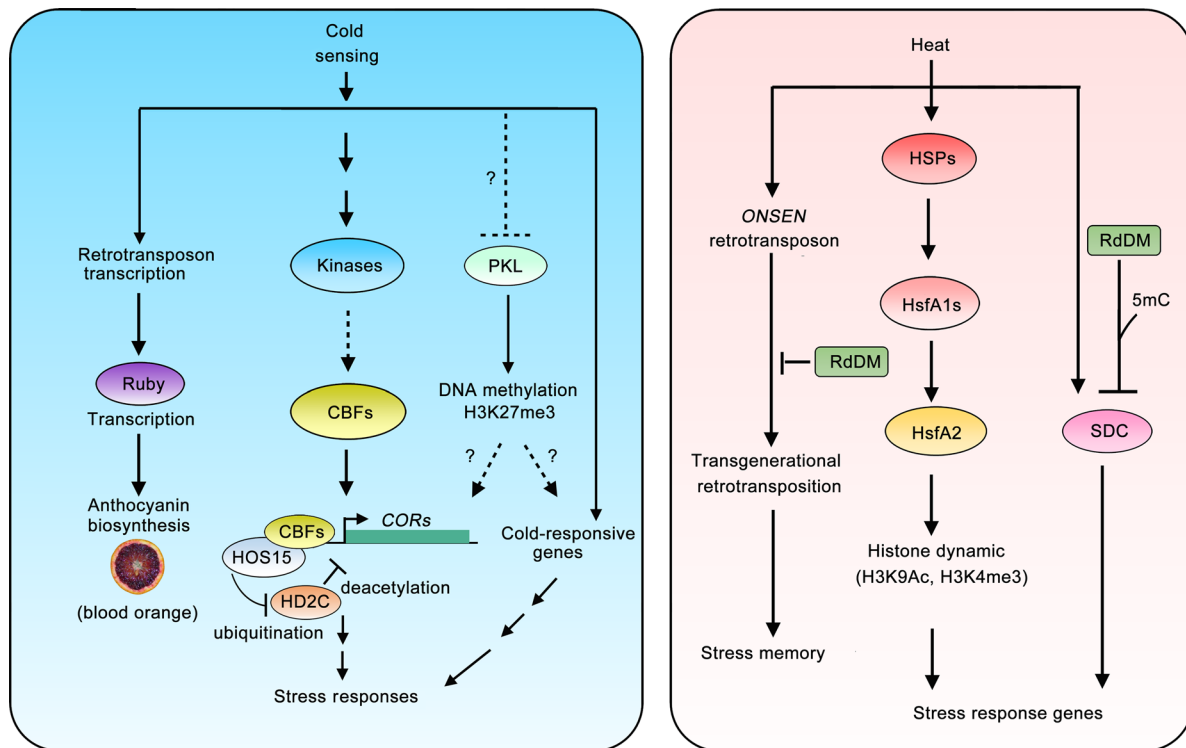 Cold
sensing
?
Retrotransposon
transcription
Kinases
PKL
Ruby
Transcription
CBFs
DNA methylation
H3K27me3
?
?
Anthocyanin
biosynthesis
(blood orange)
CBFs
CORs
HOS15
Cold-responsive
genes
deacetylation
HD2C
ubiquitination
Stress responses
Heat
HSPs
ONSEN
retrotransposon
RdDM
HsfA1s
5mC
RdDM
HsfA2
SDC
Transgenerational
retrotransposition
Histone dynamic
(H3K9Ac, H3K4me3)
Stress memory
Stress response genes